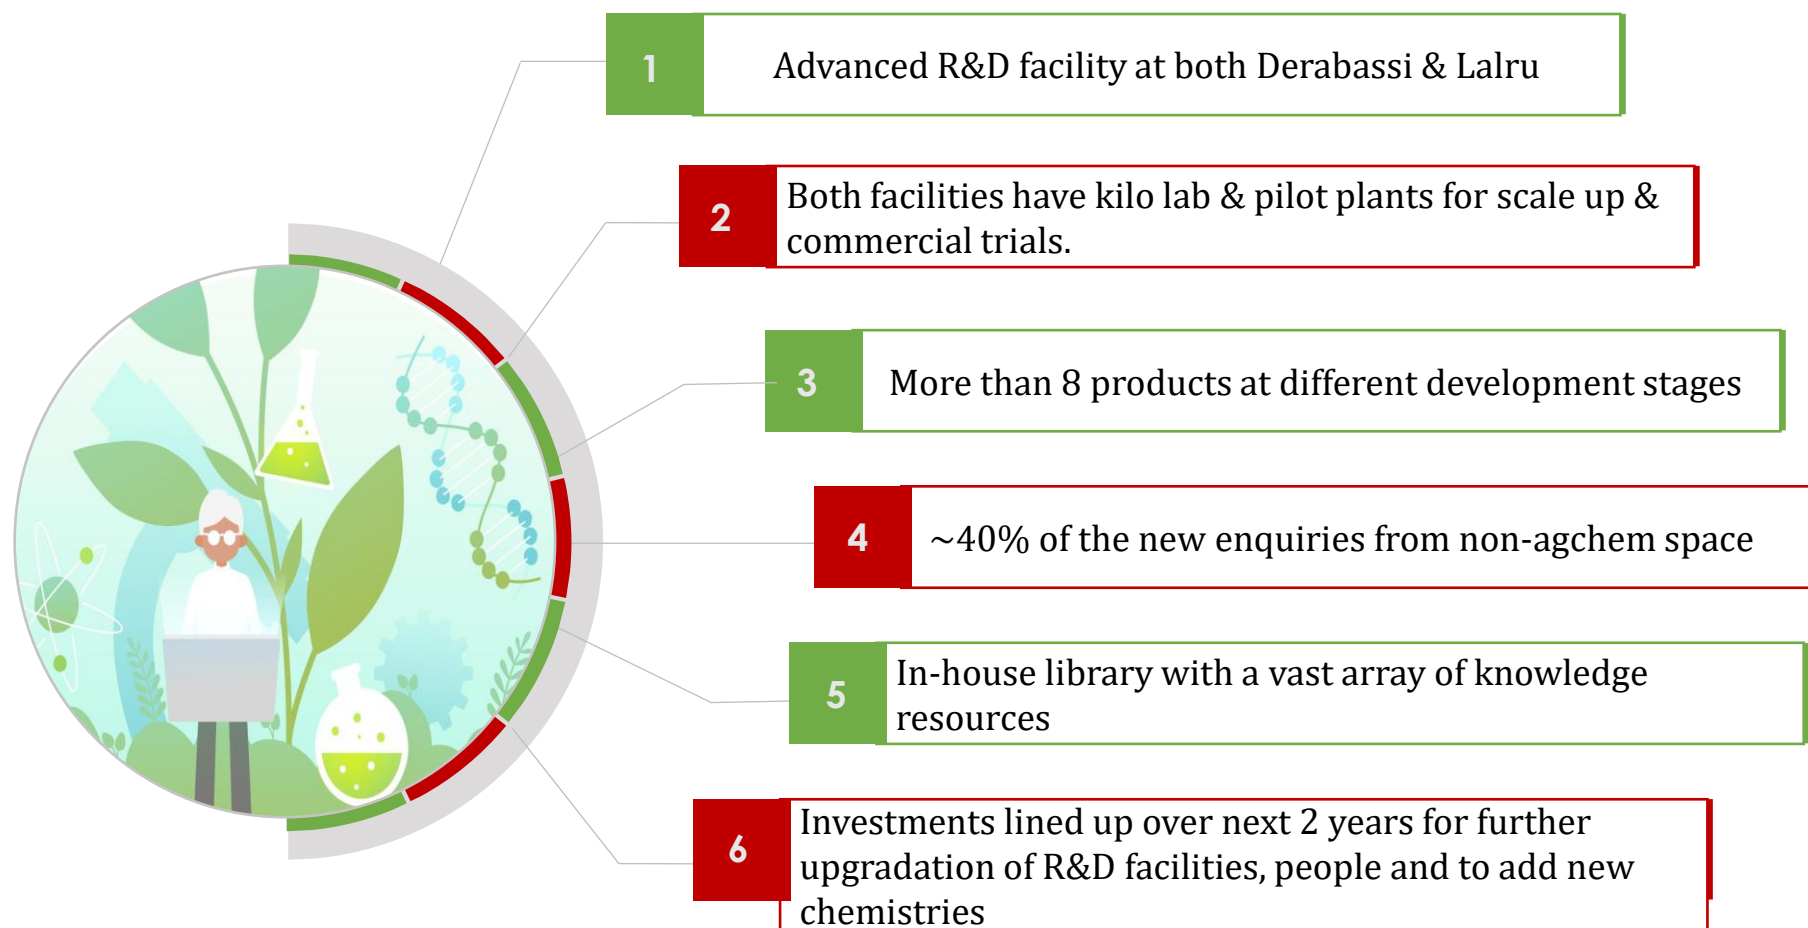 1
Advanced R&D facility at both Derabassi & Lalru
2
Both facilities have kilo lab & pilot plants for scale up &
commercial trials.
3
More than 8 products at different development stages
4
~40% of the new enquiries from non-agchem space
5
In-house library with a vast array of knowledge
resources
6
Investments lined up over next 2 years for further
upgradation of R&D facilities, people and to add new
chemistries